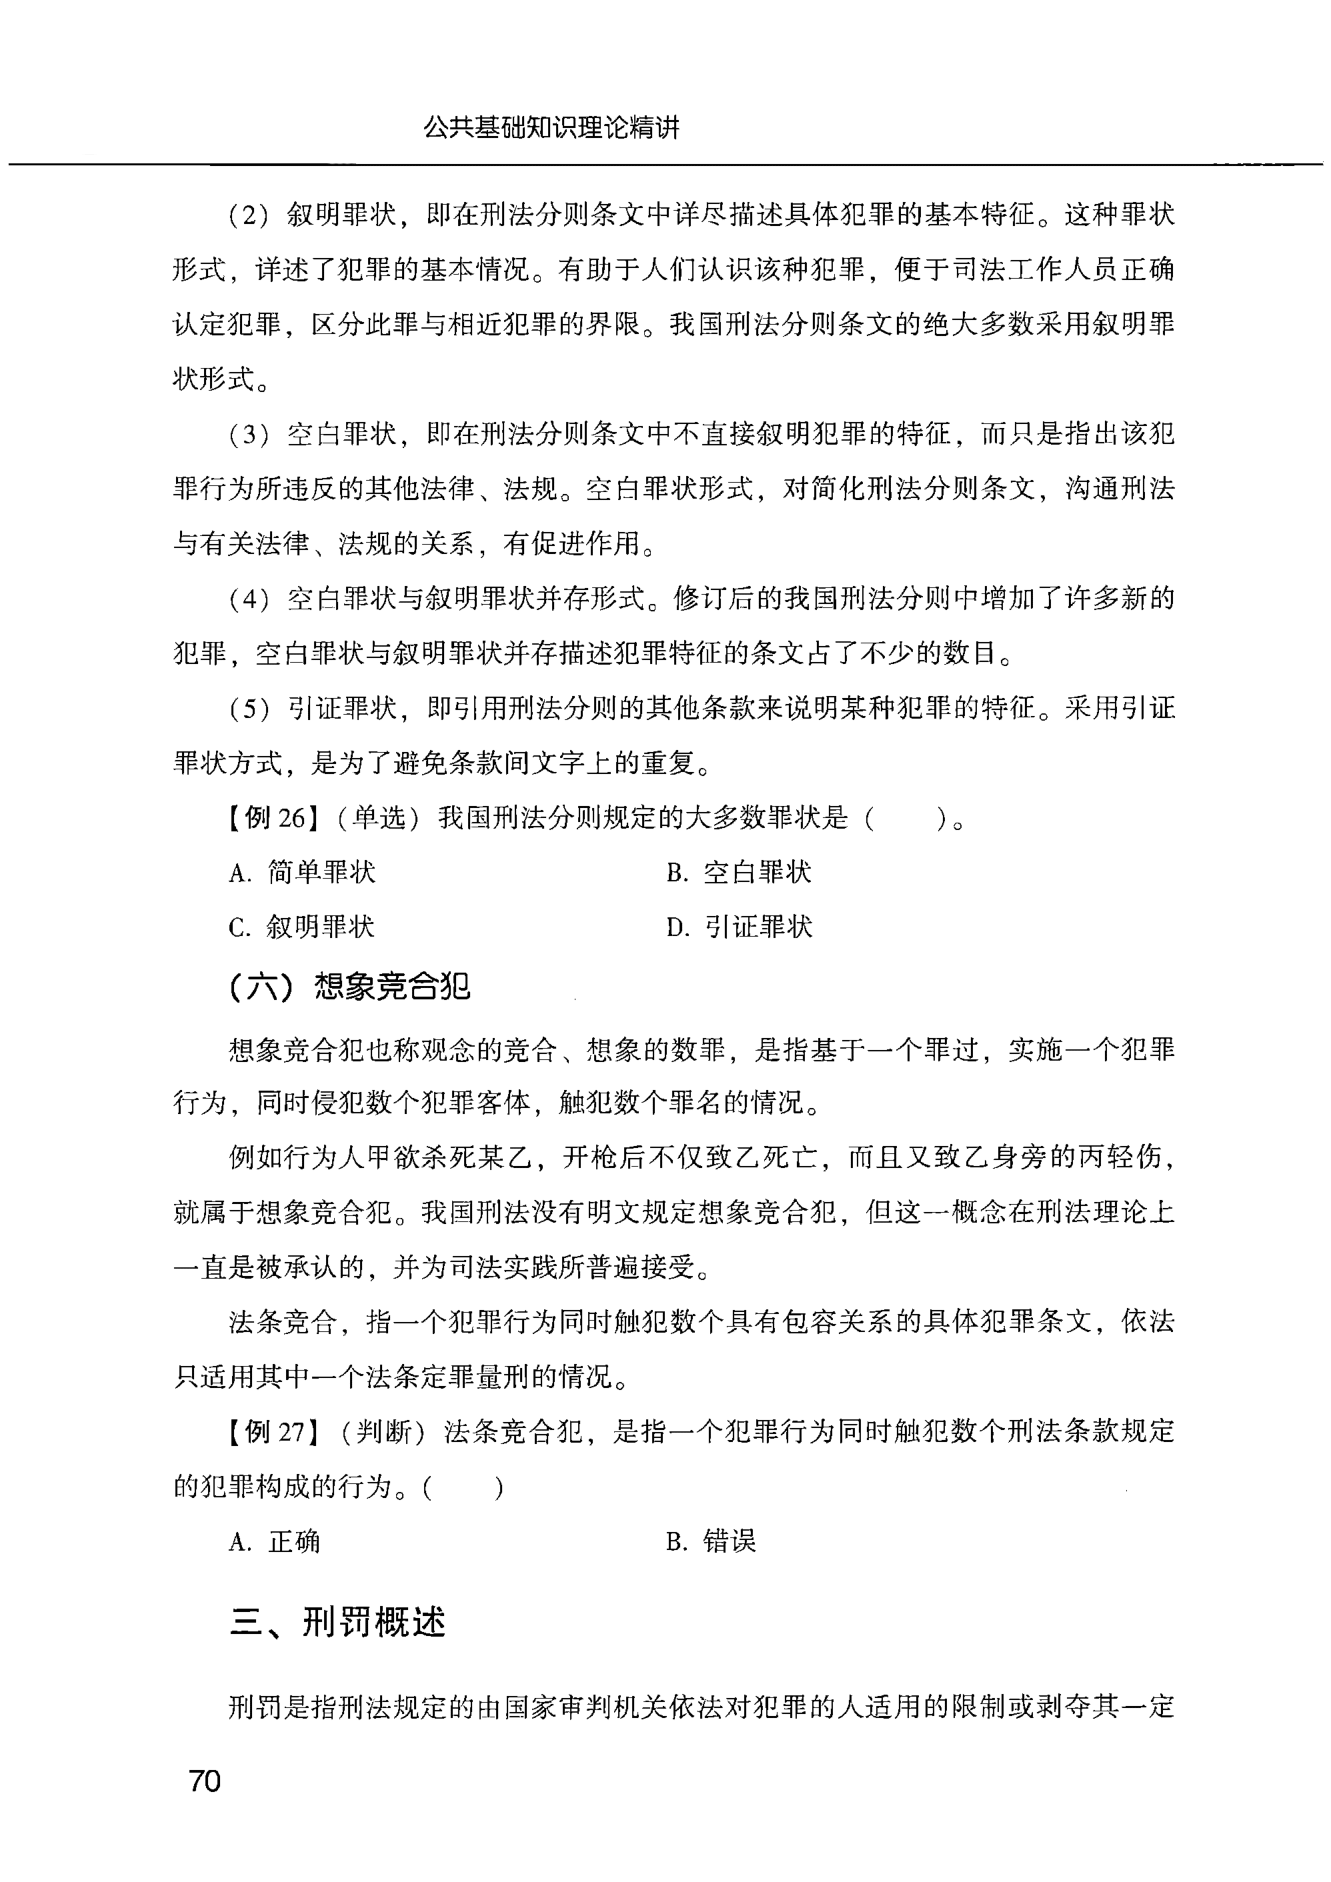 公共基础知识理论精讲
(2) 叙明罪状，即在刑法分则条文中详尽描述具体犯罪的基本特征。这种罪状
形式，详述了犯罪的基本情况。有助于人们认识该种犯罪，便于司法工作人员正确
认定犯罪，区分此罪与相近犯罪的界限。我国刑法分则条文的绝大多数采用叙明罪
状形式。
(3) 空白罪状，即在刑法分则条文中不直接叙明犯罪的特征，而只是指出该犯
罪行为所违反的其他法律、法规。空白罪状形式，对简化刑法分则条文，沟通刑法
与有关法律、法规的关系，有促进作用。
(4) 空白罪状与叙明罪状并存形式。修订后的我国刑法分则中增加了许多新的
犯罪，空白罪状与叙明罪状并存描述犯罪特征的条文占了不少的数目。
(5) 引证罪状，即引用刑法分则的其他条款来说明某种犯罪的特征。采用引证
罪状方式，是为了避免条款间文字上的重复。
【例 26】(单选) 我国刑法分则规定的大多数罪状是 (　　)。
A. 简单罪状　　B. 空白罪状
C. 叙明罪状　　D. 引证罪状
(六) 想象竞合犯
想象竞合犯也称观念的竞合、想象的数罪，是指基于一个罪过，实施一个犯罪
行为，同时侵犯数个犯罪客体，触犯数个罪名的情况。
例如行为人甲欲杀死某乙，开枪后不仅致乙死亡，而且又致乙身旁的丙轻伤，
就属于想象竞合犯。我国刑法没有明文规定想象竞合犯，但这一概念在刑法理论上
一直是被承认的，并为司法实践所普遍接受。
法条竞合，指一个犯罪行为同时触犯数个具有包容关系的具体犯罪条文，依法
只适用其中一个法条定罪量刑的情况。
【例 27】(判断) 法条竞合犯，是指一个犯罪行为同时触犯数个刑法条款规定
的犯罪构成的行为。(　　)
A. 正确　　B. 错误
三、刑罚概述
刑罚是指刑法规定的由国家审判机关依法对犯罪的人适用的限制或剥夺其一定
70